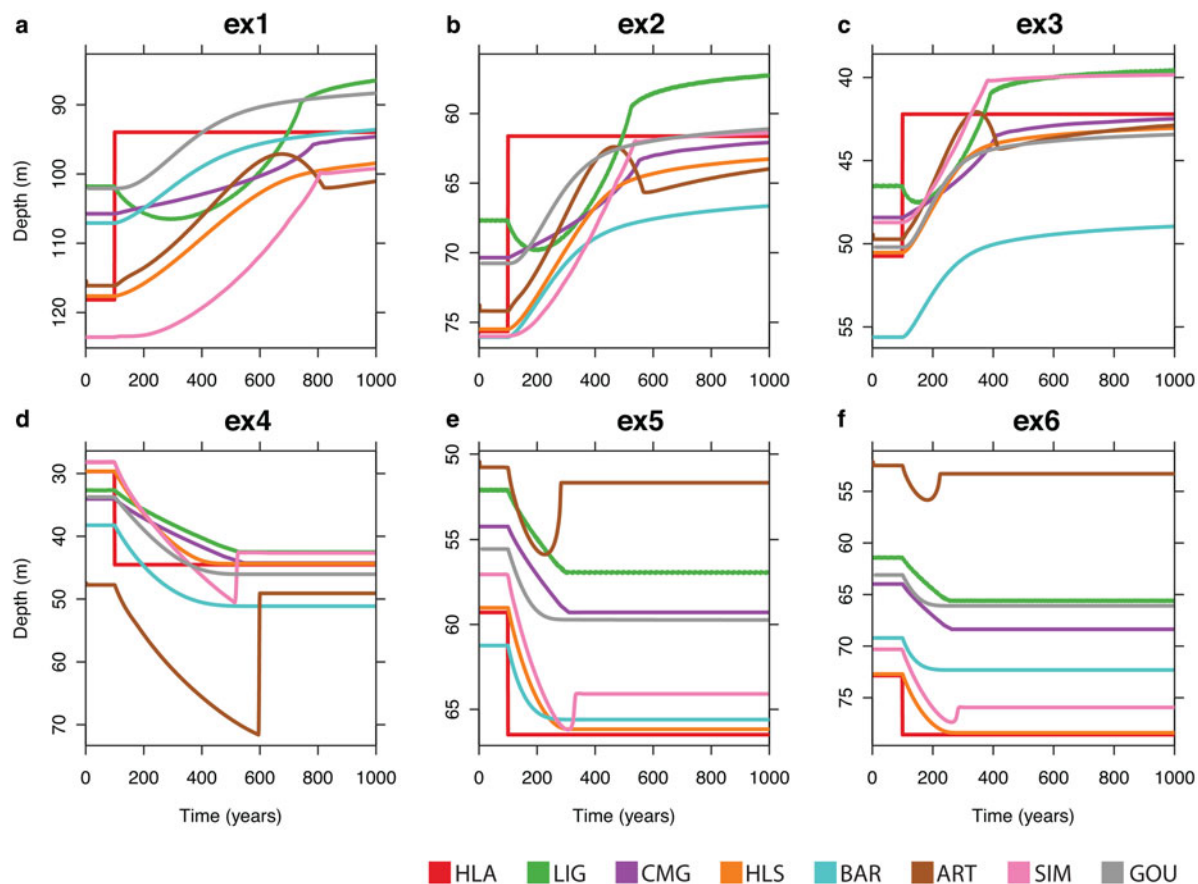 a ex1
b ex2
c ex3
Depth (m)
90
100
110
120
60
65
70
75
40
45
50
55
0 200 400 600 800 1000
0 200 400 600 800 1000
0 200 400 600 800 1000
d ex4
e ex5
f ex6
Depth (m)
30
40
50
60
70
50
55
60
65
55
60
65
70
75
0 200 400 600 800 1000
0 200 400 600 800 1000
0 200 400 600 800 1000
Time (years)
Time (years)
Time (years)
HLA LIG CMG HLS BAR ART SIM GOU